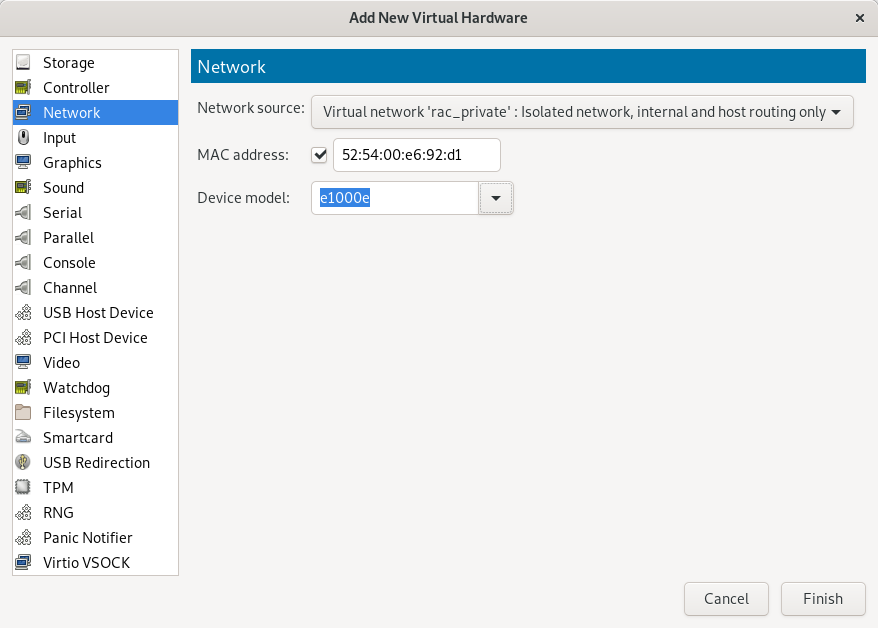 Add New Virtual Hardware
Storage
Controller
Network
Input
Graphics
Sound
Serial
Parallel
Console
Channel
USB Host Device
PCI Host Device
Video
Watchdog
Filesystem
Smartcard
USB Redirection
TPM
RNG
Panic Notifier
Virtio VSOCK
Network
Network source: Virtual network 'rac_private' : Isolated network, internal and host routing only
MAC address: 52:54:00:e6:92:d1
Device model: e1000e
Cancel Finish